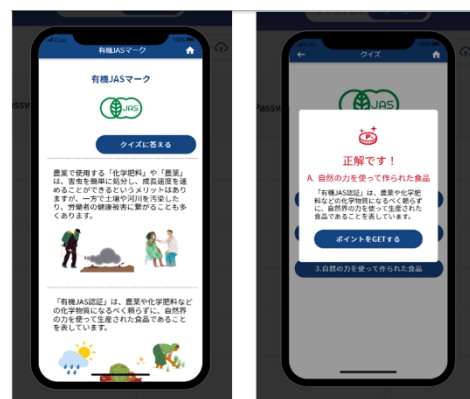 有機JASマーク
有機JASマーク
JAS
クイズに答える
農業で使用する「化学肥料」や「農薬」
は、害虫を簡単に処分し、成長速度を速
めることができるというメリットはあり
ますが、一方で土壌や河川を汚染した
り、労働者の健康被害に繋がることも多
くあります。
「有機JAS認証」は、農薬や化学肥料など
の化学物質になるべく頼らずに、自然界
の力を使って生産された食品であること
を表しています。
クイズ
JAS
正解です！
A. 自然の力を使って作られた食品
「有機JAS認証」は、農薬や化学肥
料などの化学物質になるべく頼らず
に、自然界の力を使って生産された
食品であることを表しています。
ポイントをGETする
3.自然の力を使って作られた食品